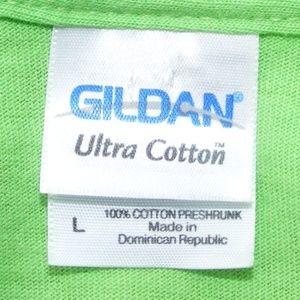 GILDAN®
Ultra Cotton™
L
100% COTTON PRESHRUNK
Made in
Dominican Republic